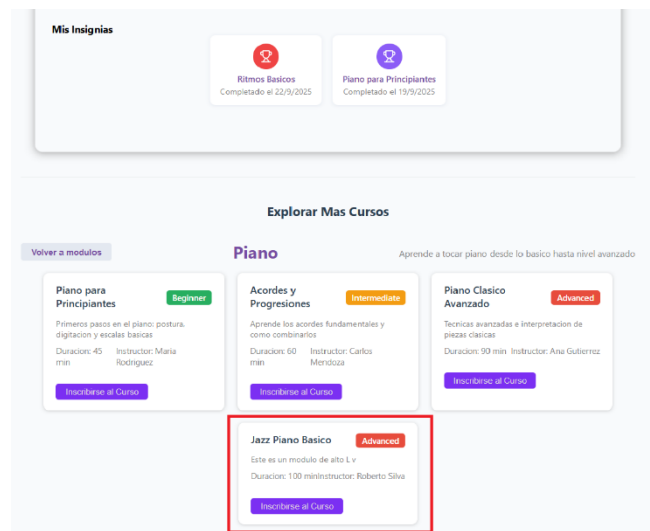 Mis Insignias
Ritmos Basicos
Completado el 22/9/2025
Piano para Principiantes
Completado el 19/9/2025
Explorar Mas Cursos
Volver a modulos
Piano
Aprende a tocar piano desde lo basico hasta nivel avanzado
Piano para
Principiantes
Beginner
Primeros pasos en el piano: postura,
digitacion y escalas basicas
Duracion: 45
min
Instructor: Maria
Rodriguez
Inscribirse al Curso
Acordes y
Progresiones
Intermediate
Aprende los acordes fundamentales y
como combinarlos
Duracion: 60
min
Instructor: Carlos
Mendoza
Inscribirse al Curso
Piano Clasico
Avanzado
Advanced
Tecnicas avanzadas e interpretacion de
piezas clasicas
Duracion: 90 min Instructor: Ana Gutierrez
Inscribirse al Curso
Jazz Piano Basico
Advanced
Este es un modulo de alto L v
Duracion: 100 minInstructor: Roberto Silva
Inscribirse al Curso